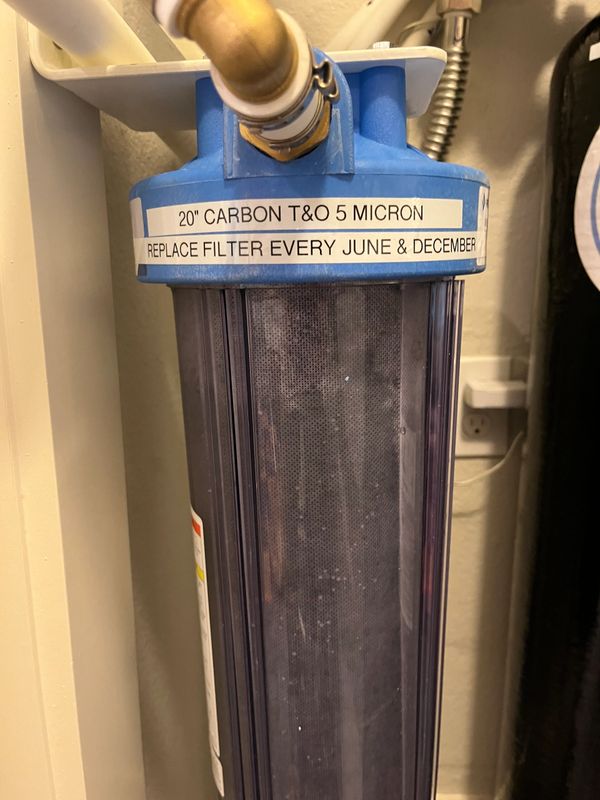 20" CARBON T&O 5 MICRON
REPLACE FILTER EVERY JUNE & DECEMBER